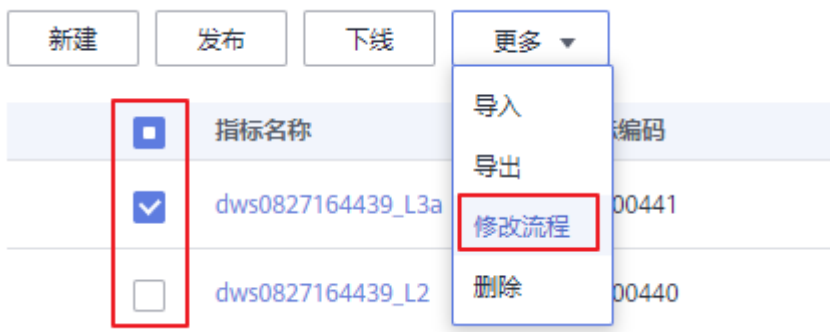 新建 发布 下线 更多
导入
指标名称 编码
导出
dws0827164439_L3a 00441
修改流程
删除
dws0827164439_L2 00440